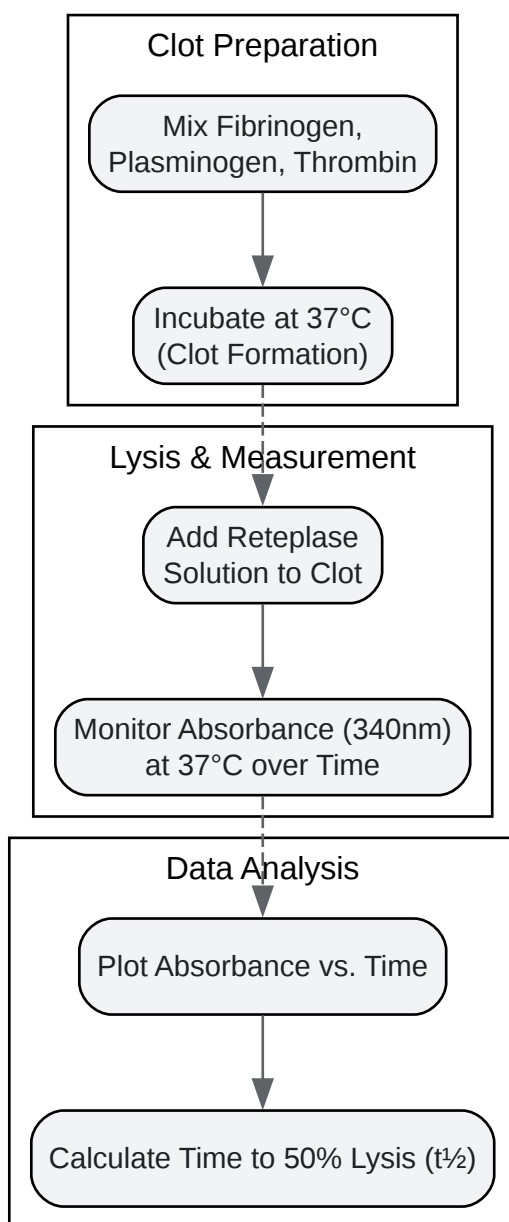 Clot Preparation
Mix Fibrinogen,
Plasminogen, Thrombin
Incubate at 37°C
(Clot Formation)
Lysis & Measurement
Add Reteplase
Solution to Clot
Monitor Absorbance (340nm)
at 37°C over Time
Data Analysis
Plot Absorbance vs. Time
Calculate Time to 50% Lysis (t½)